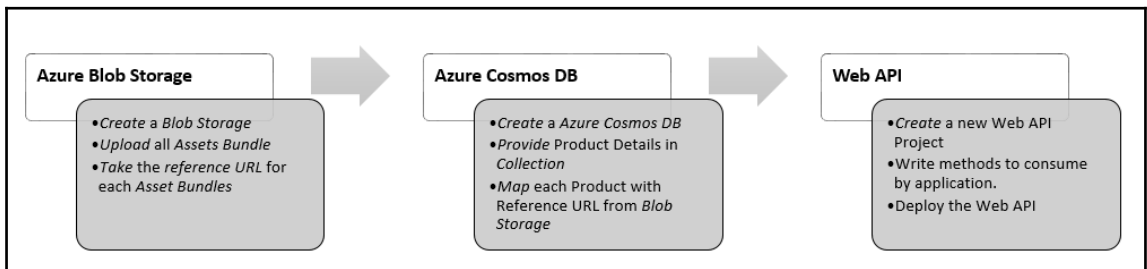 Azure Blob Storage
•Create a Blob Storage
•Upload all Assets Bundle
•Take the reference URL for
each Asset Bundles
Azure Cosmos DB
•Create a Azure Cosmos DB
•Provide Product Details in
Collection
•Map each Product with
Reference URL from Blob
Storage
Web API
•Create a new Web API
Project
•Write methods to consume
by application.
•Deploy the Web API